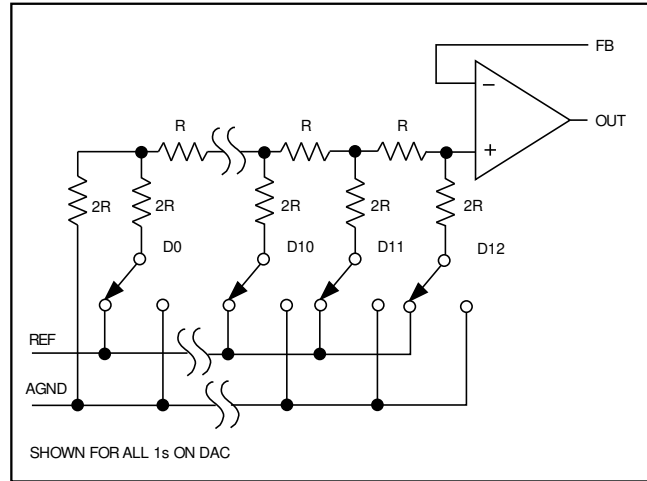 FB
−
OUT
+
R R R
2R 2R 2R 2R 2R
D0 D10 D11 D12
REF
AGND
SHOWN FOR ALL 1s ON DAC